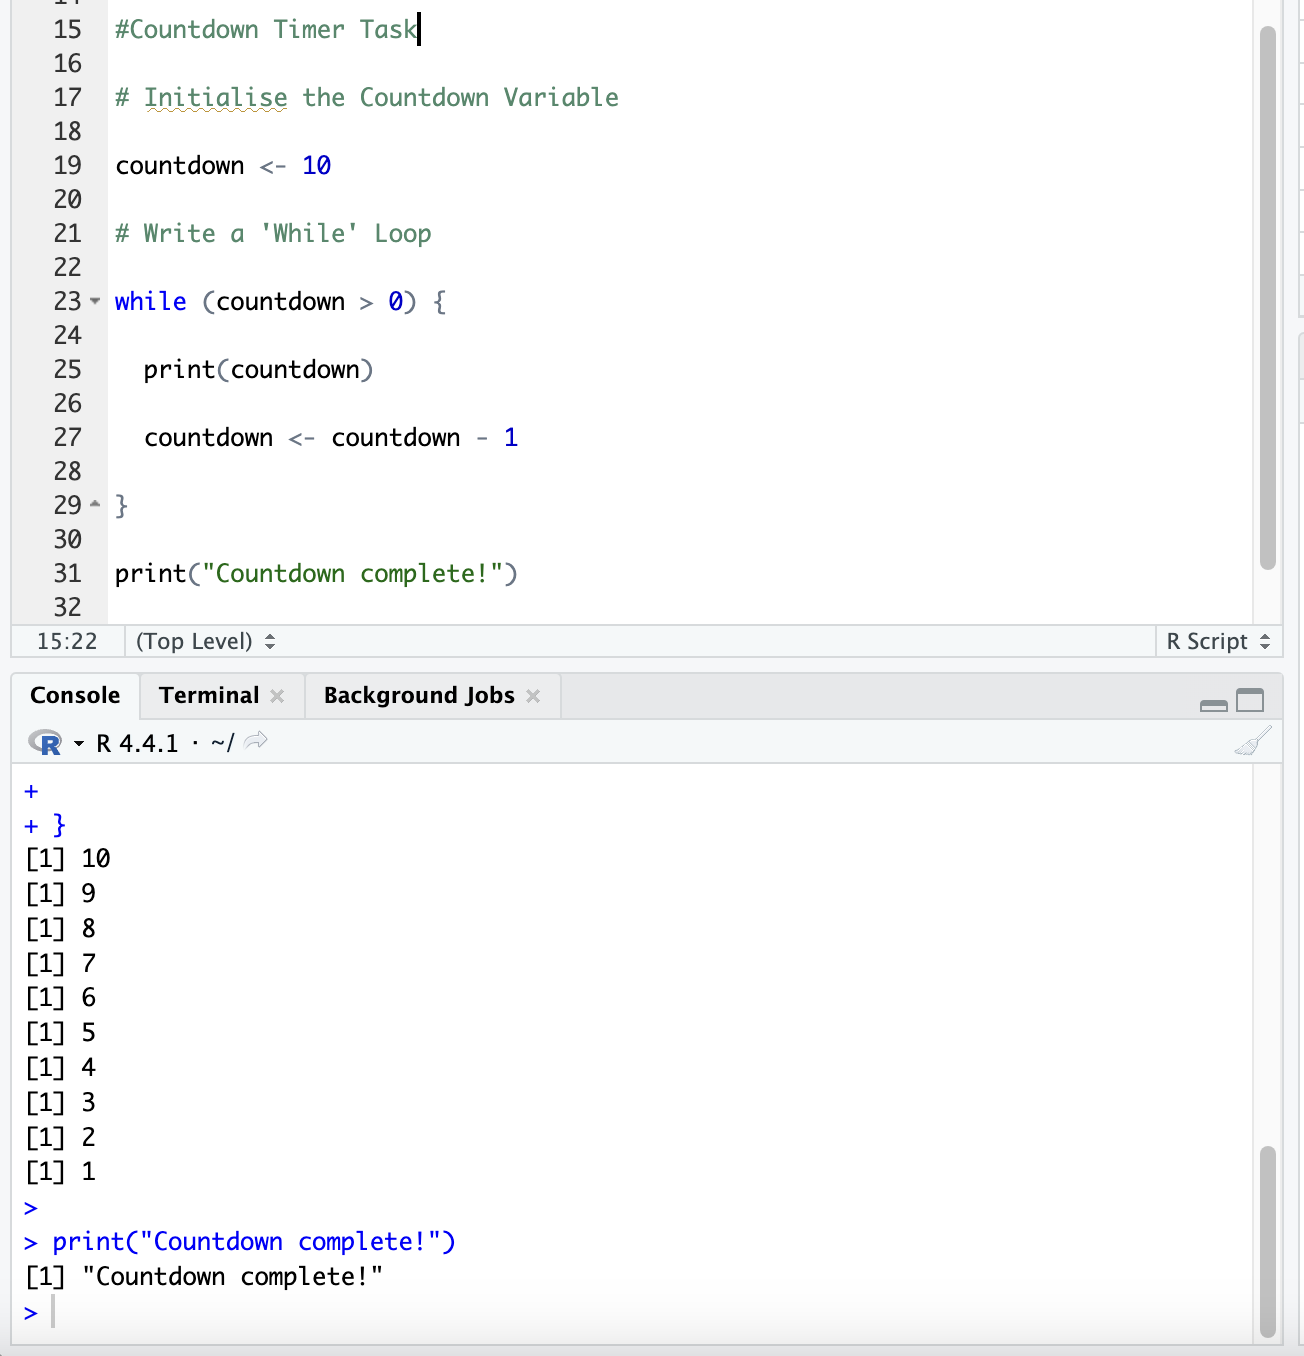 14
15 #Countdown Timer Task
16
17 # Initialise the Countdown Variable
18
19 countdown <- 10
20
21 # Write a 'While' Loop
22
23 while (countdown > 0) {
24
25 print(countdown)
26
27 countdown <- countdown - 1
28
29 }
30
31 print("Countdown complete!")
32
15:22 (Top Level) R Script
Console Terminal Background Jobs
R R 4.4.1 · ~/
+
+ }
[1] 10
[1] 9
[1] 8
[1] 7
[1] 6
[1] 5
[1] 4
[1] 3
[1] 2
[1] 1
>
> print("Countdown complete!")
[1] "Countdown complete!"
>